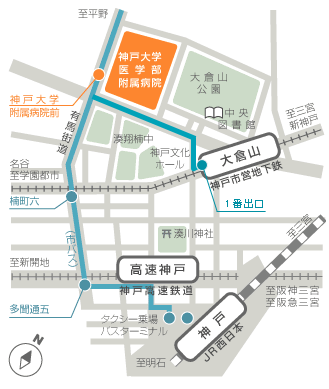 至平野
神戸大学
医学部
附属病院
大倉山
公園
有馬街道
神戸大学
附属病院前
中央
図書館
至三宮
新神戸
湊翔楠中
神戸文化
ホール
大倉山
神戸市営地下鉄
名谷
至学園都市
楠町六
1番出口
(市バス)
湊川神社
至三宮
至新開地
高速神戸
神戸高速鉄道
至阪神三宮
至阪急三宮
多聞通五
タクシー乗場
バスターミナル
神戸
JR西日本
至明石
N